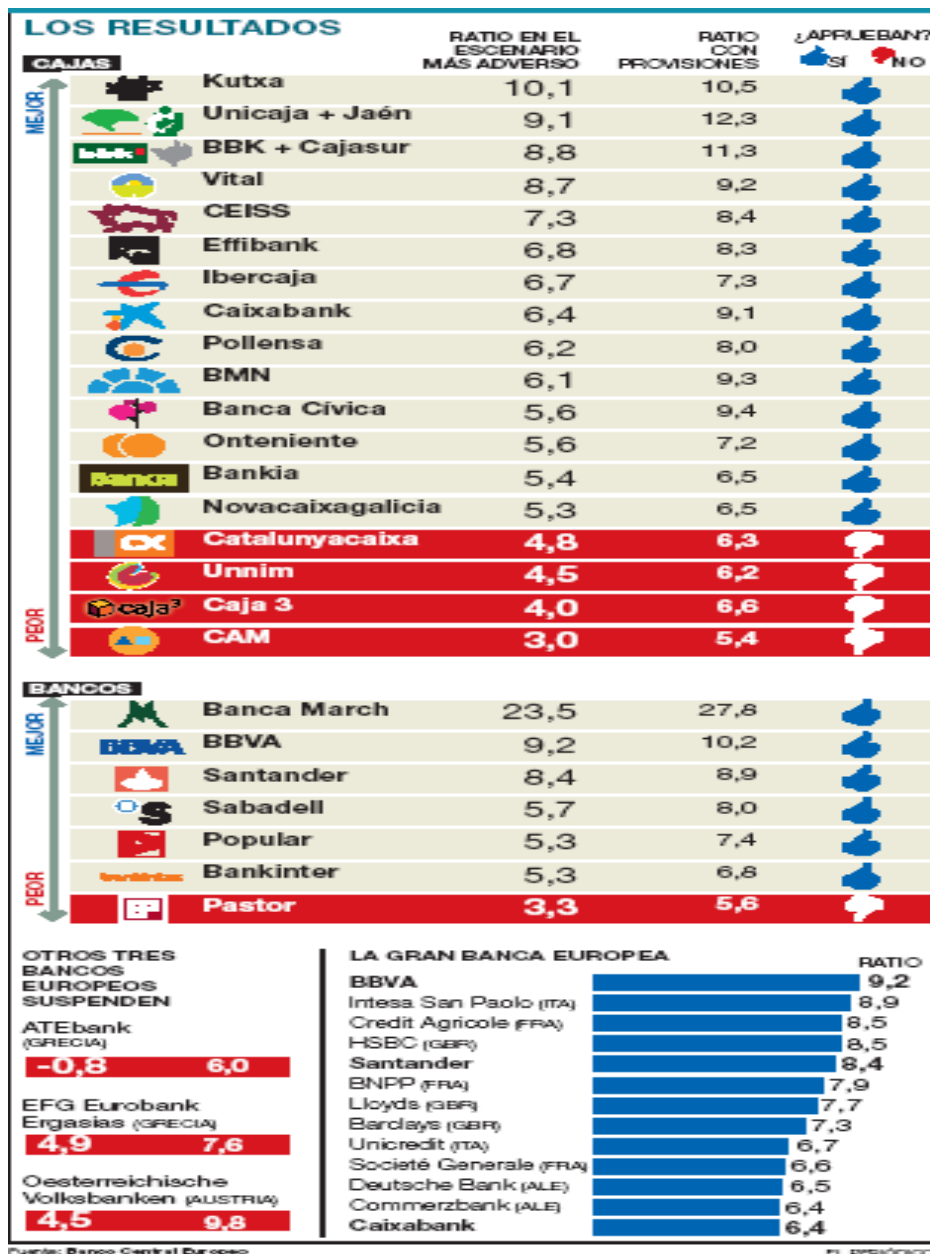 LOS RESULTADOS
RATIO EN EL ESCENARIO MÁS ADVERSO
RATIO CON PROVISIONES
¿APRUEBAN?
SÍ NO
CAJAS
MEJOR
Kutxa 10,1 10,5
Unicaja + Jaén 9,1 12,3
bbk BBK + Cajasur 8,8 11,3
Vital 8,7 9,2
CEISS 7,3 8,4
Effibank 6,8 8,3
Ibercaja 6,7 7,3
Caixabank 6,4 9,1
Pollensa 6,2 8,0
BMN 6,1 9,3
Banca Cívica 5,6 9,4
Onteniente 5,6 7,2
Bankia Bankia 5,4 6,5
Novacaixagalicia 5,3 6,5
CX Catalunyacaixa 4,8 6,3
Unnim 4,5 6,2
caja3 Caja 3 4,0 6,6
CAM 3,0 5,4
PEOR
BANCOS
MEJOR
Banca March 23,5 27,8
BBVA BBVA 9,2 10,2
Santander 8,4 8,9
S Sabadell 5,7 8,0
Popular 5,3 7,4
bankinter Bankinter 5,3 6,8
Pastor 3,3 5,6
PEOR
OTROS TRES
BANCOS
EUROPEOS
SUSPENDEN
ATEbank
(GRECIA)
-0,8 6,0
EFG Eurobank
Ergasias (GRECIA)
4,9 7,6
Oesterreichische
Volksbanken (AUSTRIA)
4,5 9,8
LA GRAN BANCA EUROPEA
RATIO
BBVA 9,2
Intesa San Paolo (ITA) 8,9
Credit Agricole (FRA) 8,5
HSBC (GBR) 8,5
Santander 8,4
BNPP (FRA) 7,9
Lloyds (GBR) 7,7
Barclays (GBR) 7,3
Unicredit (ITA) 6,7
Societé Generale (FRA) 6,6
Deutsche Bank (ALE) 6,5
Commerzbank (ALE) 6,4
Caixabank 6,4
Fuente: Banco Central Europeo